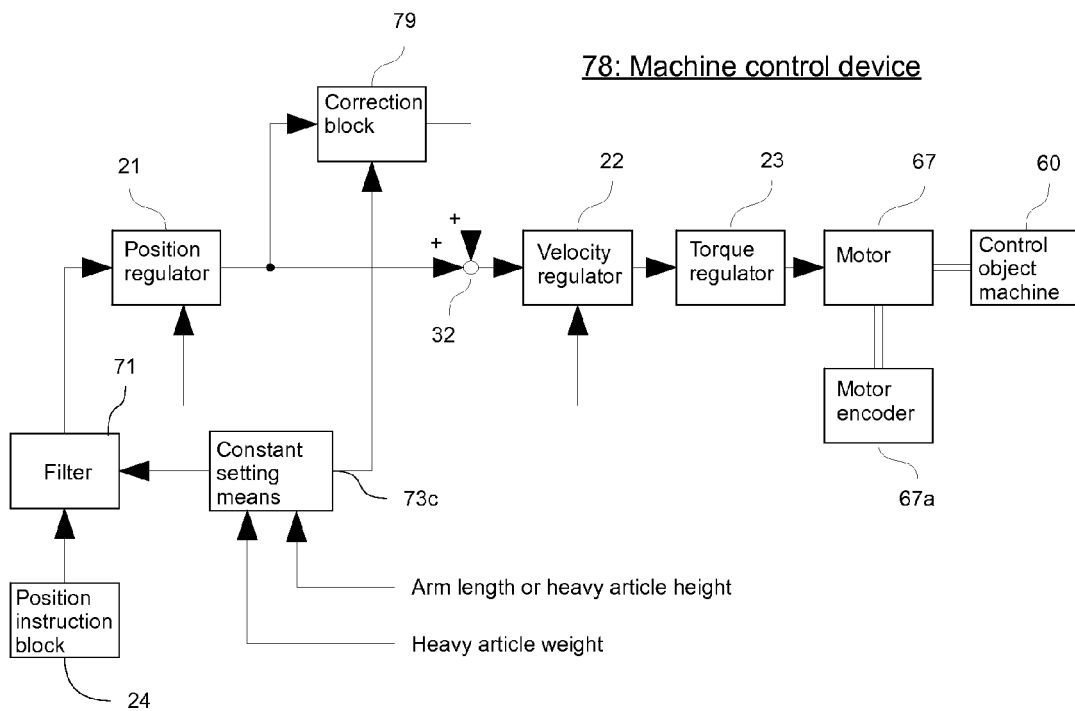 79
78: Machine control device
Correction
block
21
22
23
67
60
+
+
Position
regulator
Velocity
regulator
Torque
regulator
Motor
Control
object
machine
32
71
Motor
encoder
Filter
Constant
setting
means
73c
67a
Arm length or heavy article height
Position
instruction
block
Heavy article weight
24